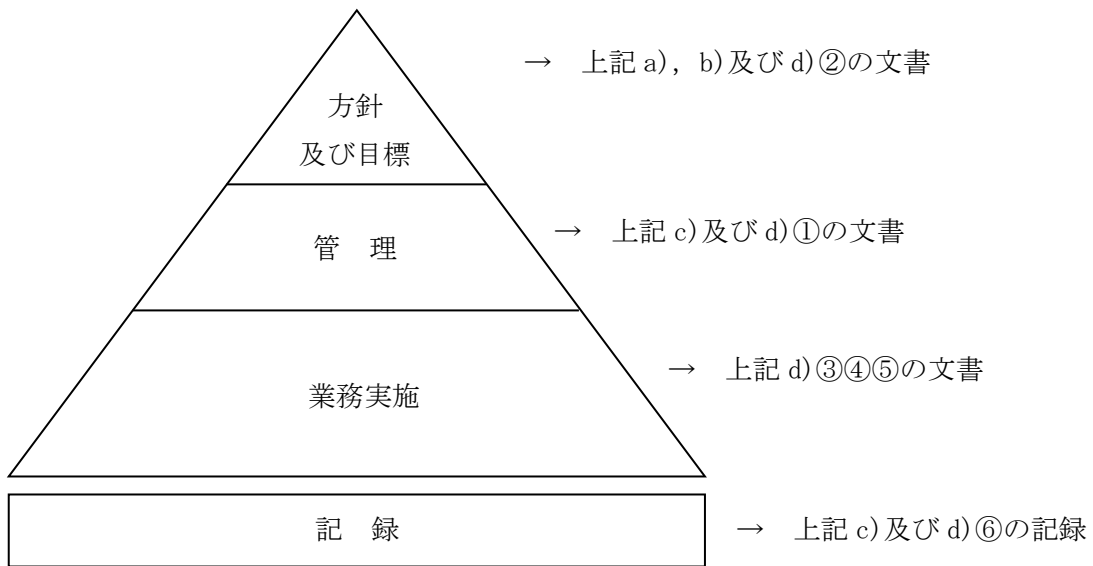 → 上記 a), b)及び d)②の文書
方針
及び目標
→ 上記 c)及び d)①の文書
管 理
→ 上記 d)③④⑤の文書
業務実施
記 録
→ 上記 c)及び d)⑥の記録